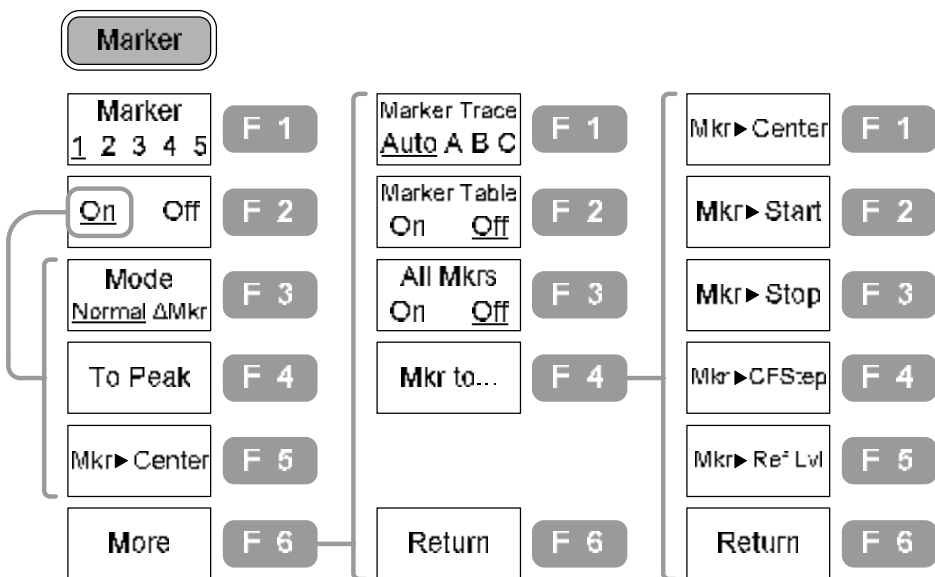 Marker
Marker
1 2 3 4 5
F 1
On Off
F 2
Mode
Normal ΔMkr
F 3
To Peak
F 4
Mkr▶Center
F 5
More
F 6
Marker Trace
Auto A B C
F 1
Marker Table
On Off
F 2
All Mkrs
On Off
F 3
Mkr to...
F 4
Return
F 6
Mkr▶Center
F 1
Mkr▶Start
F 2
Mkr▶Stop
F 3
Mkr▶CFStep
F 4
Mkr▶Ref Lvl
F 5
Return
F 6